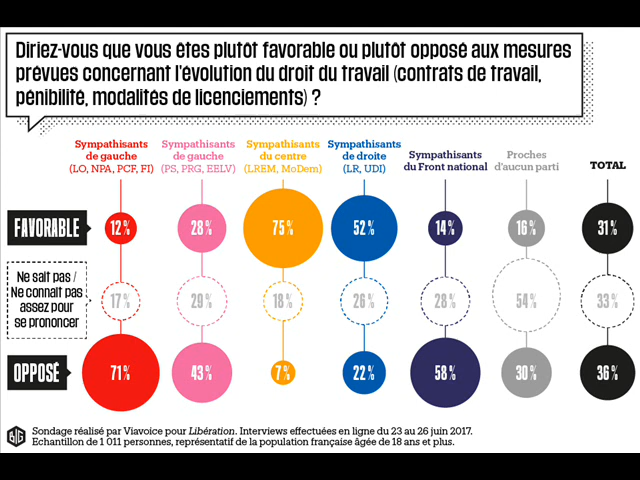 Diriez-vous que vous êtes plutôt favorable ou plutôt opposé aux mesures
prévues concernant l'évolution du droit du travail (contrats de travail,
pénibilité, modalités de licenciements) ?
Sympathisants de gauche (LO, NPA, PCF, FI)
Sympathisants de gauche (PS, PRG, EELV)
Sympathisants du centre (LREM, MoDem)
Sympathisants de droite (LR, UDI)
Sympathisants du Front national
Proches d'aucun parti
TOTAL
FAVORABLE 12% 28% 75% 52% 14% 16% 31%
Ne sait pas /
Ne connaît pas
assez pour
se prononcer
17% 29% 18% 26% 28% 54% 33%
OPPOSÉ 71% 43% 7% 22% 58% 30% 36%
BIG
Sondage réalisé par Viavoice pour Libération. Interviews effectuées en ligne du 23 au 26 juin 2017.
Echantillon de 1 011 personnes, représentatif de la population française âgée de 18 ans et plus.